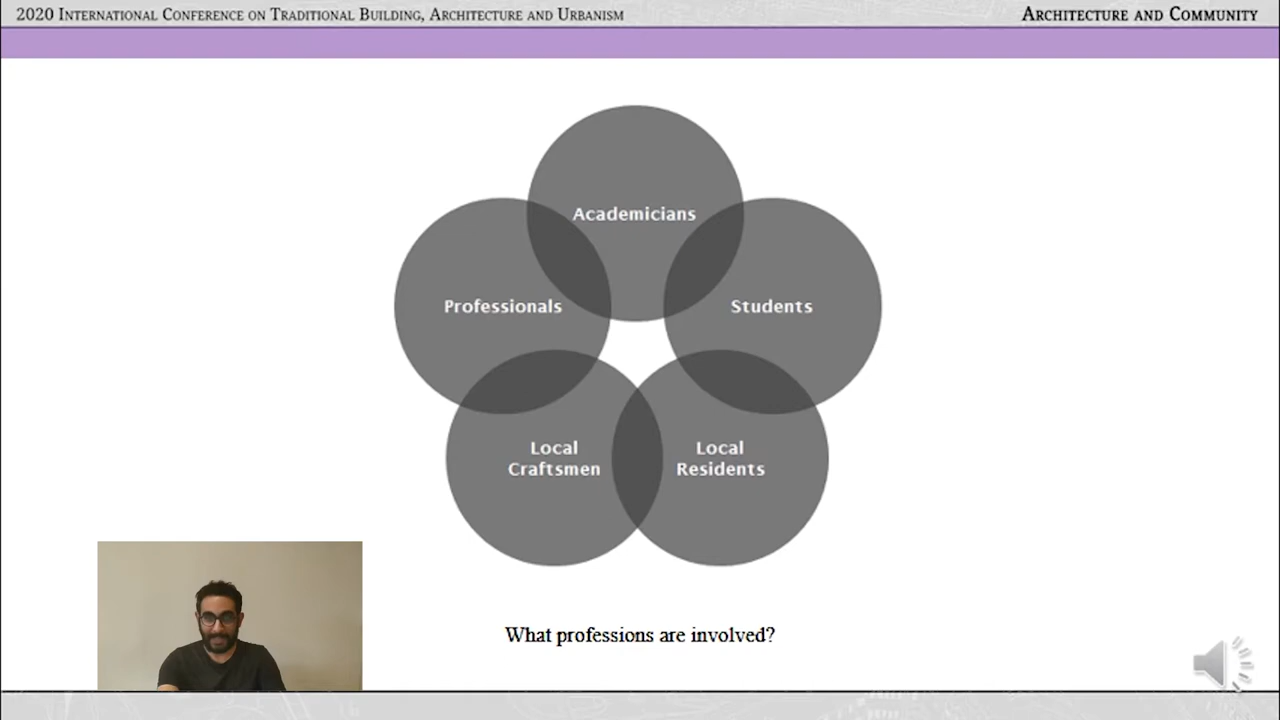 2020 International Conference on Traditional Building, Architecture and Urbanism
Architecture and Community
Academicians
Professionals
Students
Local
Craftsmen
Local
Residents
What professions are involved?